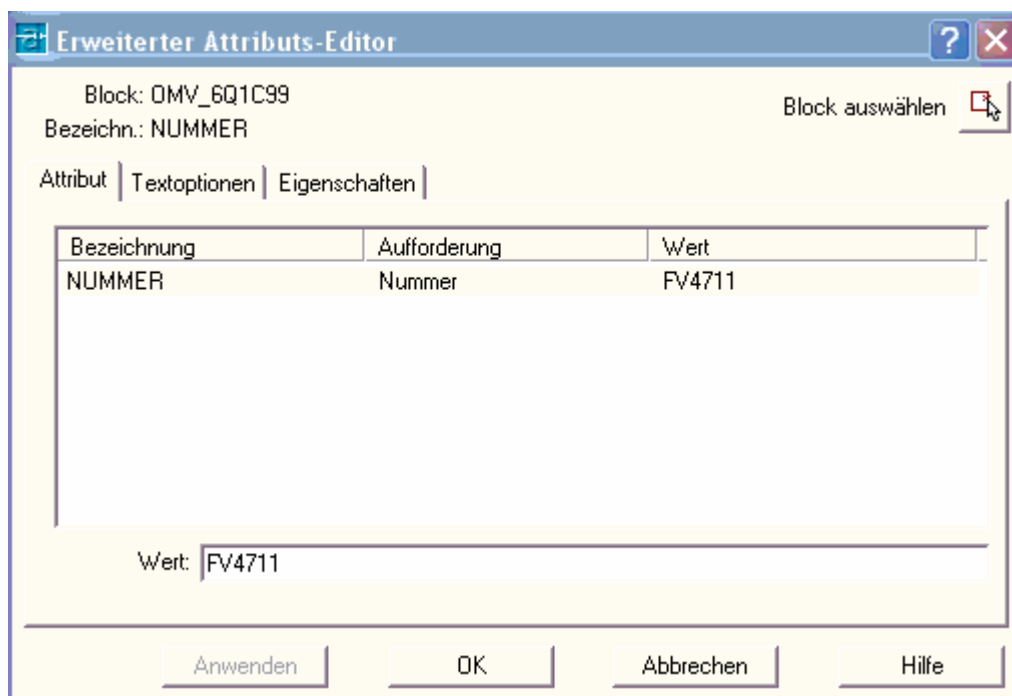 Erweiterter Attributs-Editor
Block: OMV_6Q1C99
Block auswählen
Bezeichn.: NUMMER
Attribut Textoptionen Eigenschaften
Bezeichnung Aufforderung Wert
NUMMER Nummer FV4711
Wert: FV4711
Anwenden OK Abbrechen Hilfe